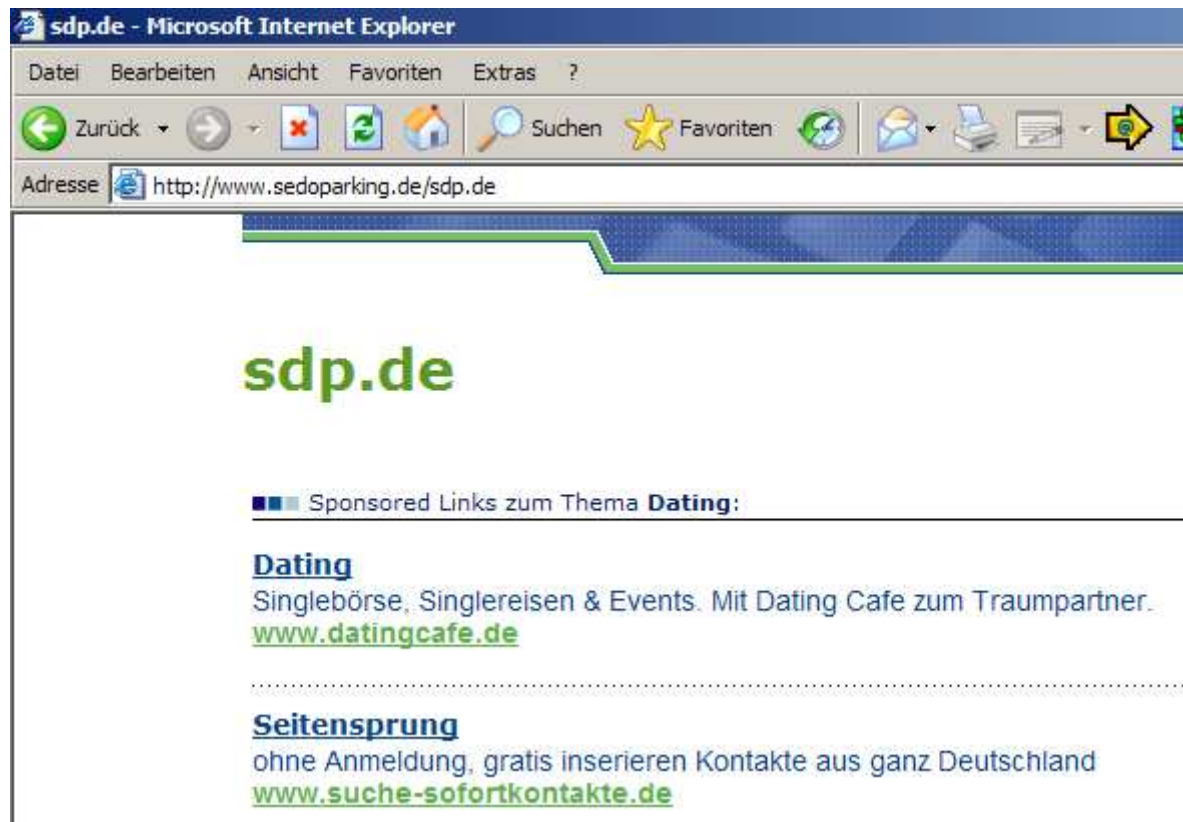 sdp.de - Microsoft Internet Explorer
Datei Bearbeiten Ansicht Favoriten Extras ?
Zurück Suchen Favoriten
Adresse http://www.sedoparking.de/sdp.de
sdp.de
Sponsored Links zum Thema Dating:
Dating
Singlebörse, Singlereisen & Events. Mit Dating Cafe zum Traumpartner.
www.datingcafe.de
Seitensprung
ohne Anmeldung, gratis inserieren Kontakte aus ganz Deutschland
www.suche-sofortkontakte.de